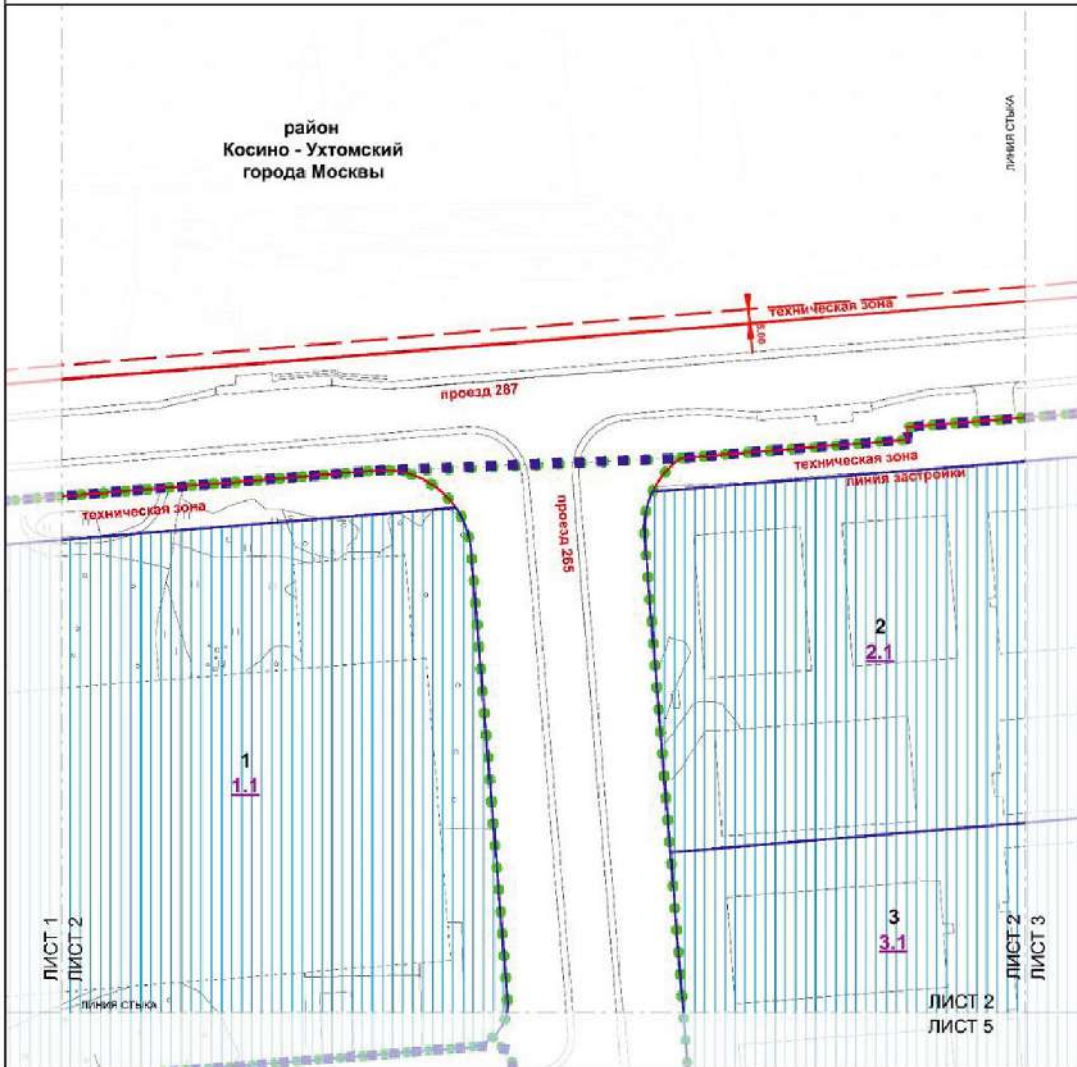 район
Косино - Ухтомский
города Москвы
ЛИНИЯ СТЫКА
техническая зона
5,00
проезд 287
техническая зона
линия застройки
техническая зона
проезд 265
2
2.1
1
1.1
3
3.1
ЛИСТ 1
ЛИСТ 2
ЛИСТ 2
ЛИСТ 3
ЛИНИЯ СТЫКА
ЛИСТ 2
ЛИСТ 5